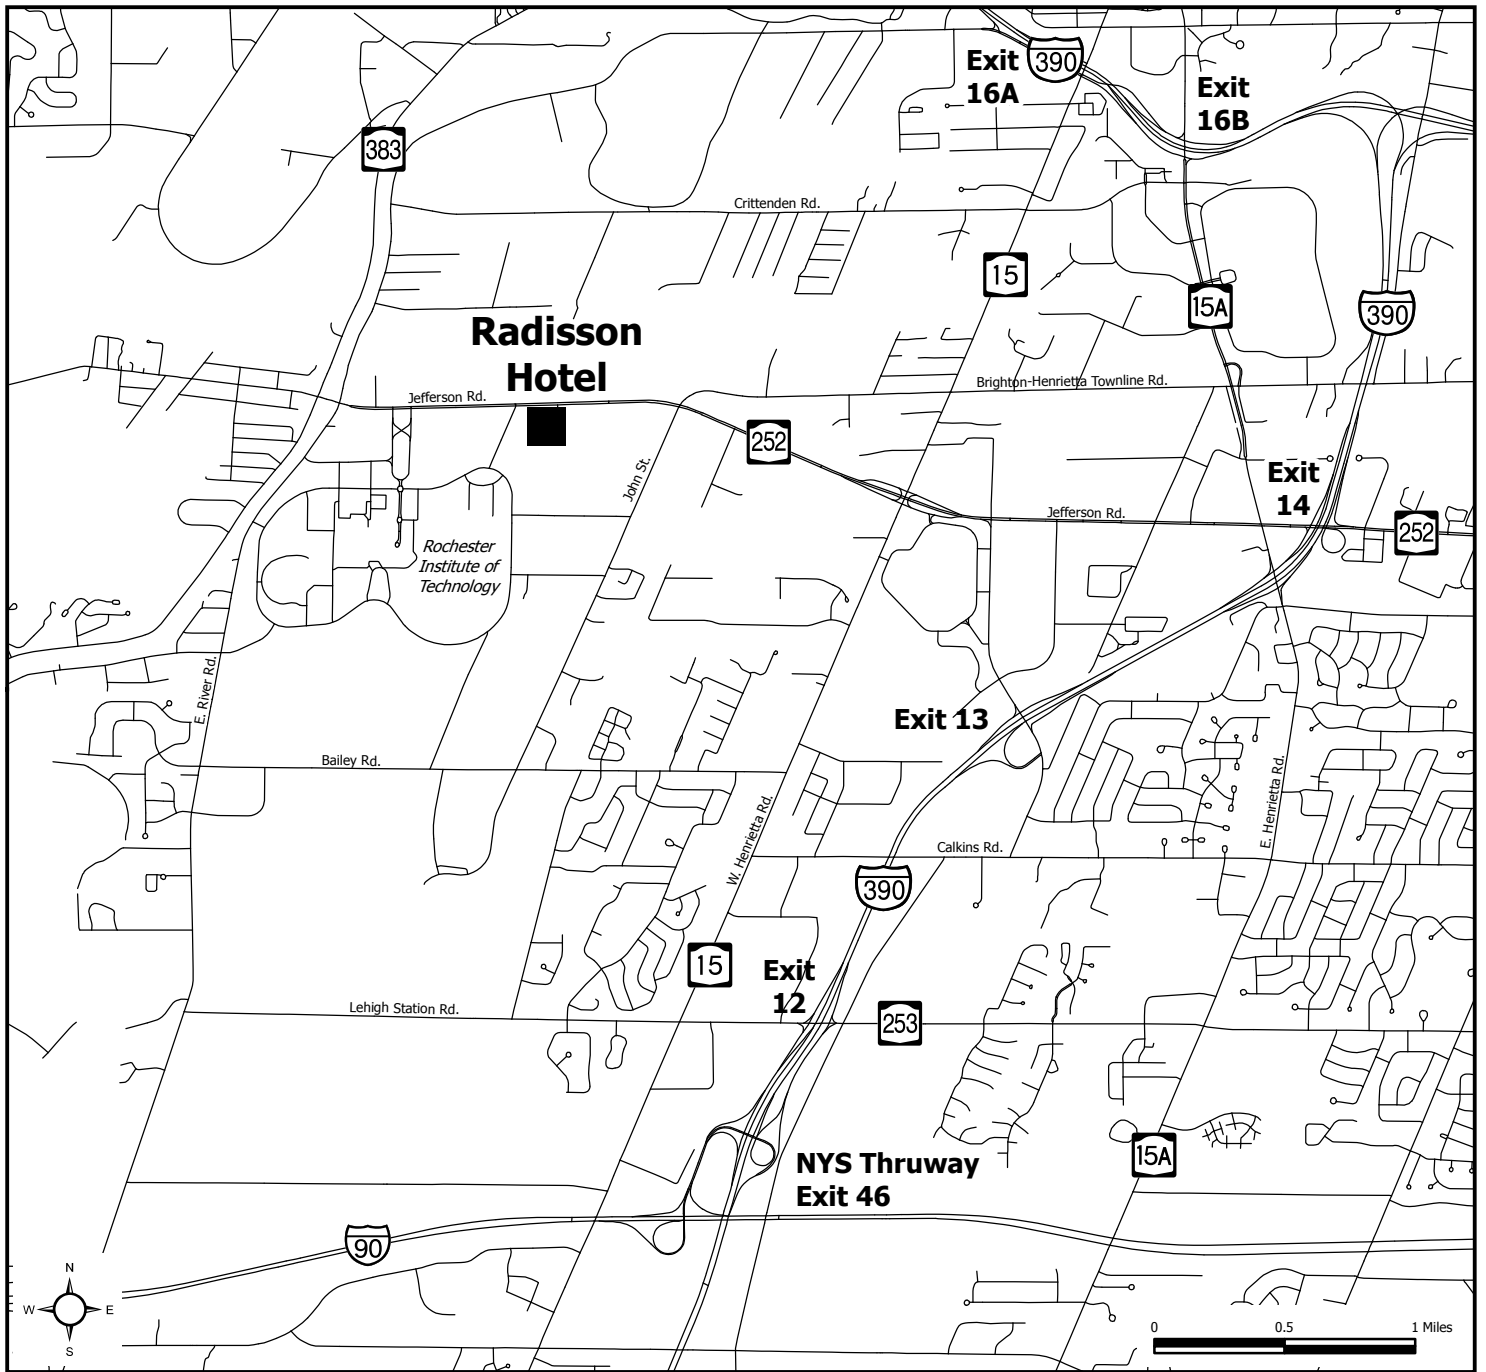 Exit
16A
390
Exit
16B
383
Crittenden Rd.
15
15A
390
Radisson
Hotel
Brighton-Henrietta Townline Rd.
Jefferson Rd.
252
John St.
Exit
14
Jefferson Rd.
252
Rochester
Institute of
Technology
E. River Rd.
Exit 13
Bailey Rd.
E. Henrietta Rd.
W. Henrietta Rd.
Calkins Rd.
390
15
Exit
12
Lehigh Station Rd.
253
15A
NYS Thruway
Exit 46
90
N
W E
S
0 0.5 1 Miles